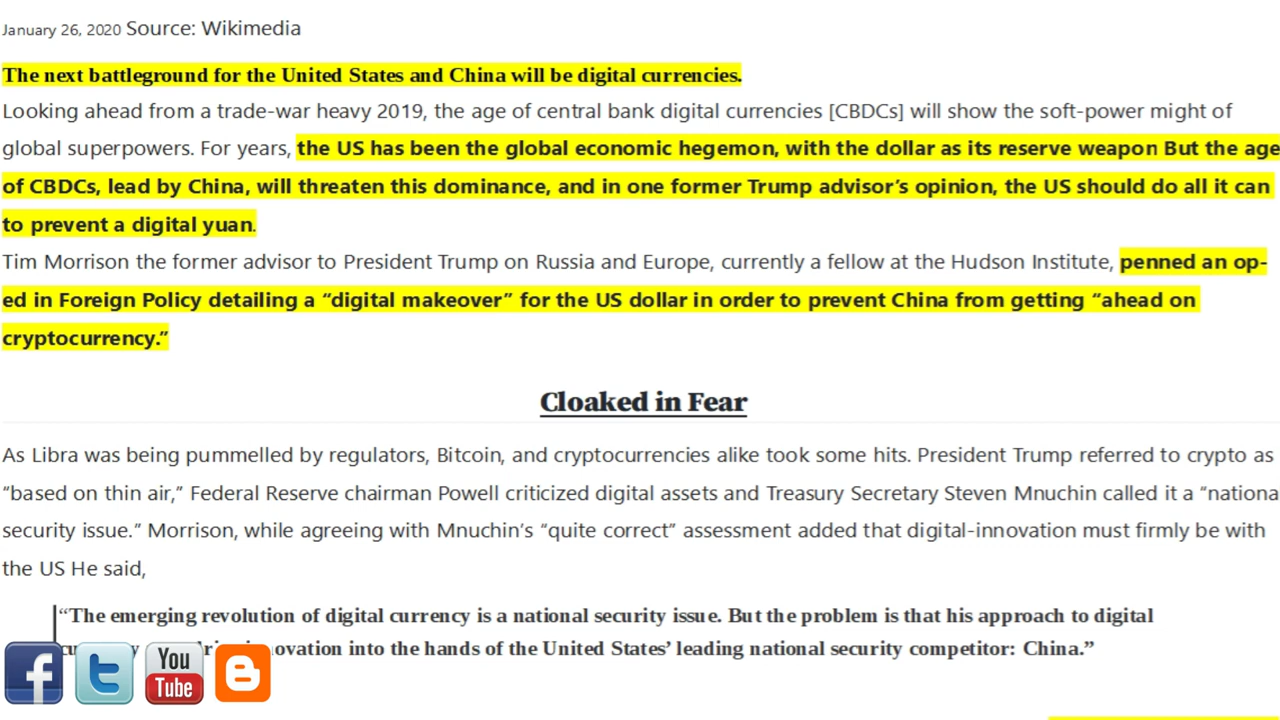 January 26, 2020 Source: Wikimedia
The next battleground for the United States and China will be digital currencies.
Looking ahead from a trade-war heavy 2019, the age of central bank digital currencies [CBDCs] will show the soft-power might of
global superpowers. For years, the US has been the global economic hegemon, with the dollar as its reserve weapon But the age
of CBDCs, lead by China, will threaten this dominance, and in one former Trump advisor’s opinion, the US should do all it can
to prevent a digital yuan.
Tim Morrison the former advisor to President Trump on Russia and Europe, currently a fellow at the Hudson Institute, penned an op-
ed in Foreign Policy detailing a “digital makeover” for the US dollar in order to prevent China from getting “ahead on
cryptocurrency.”
Cloaked in Fear
As Libra was being pummelled by regulators, Bitcoin, and cryptocurrencies alike took some hits. President Trump referred to crypto as
“based on thin air,” Federal Reserve chairman Powell criticized digital assets and Treasury Secretary Steven Mnuchin called it a “nationa
security issue.” Morrison, while agreeing with Mnuchin’s “quite correct” assessment added that digital-innovation must firmly be with
the US He said,
“The emerging revolution of digital currency is a national security issue. But the problem is that his approach to digital
ovation into the hands of the United States’ leading national security competitor: China.”
You
Tube